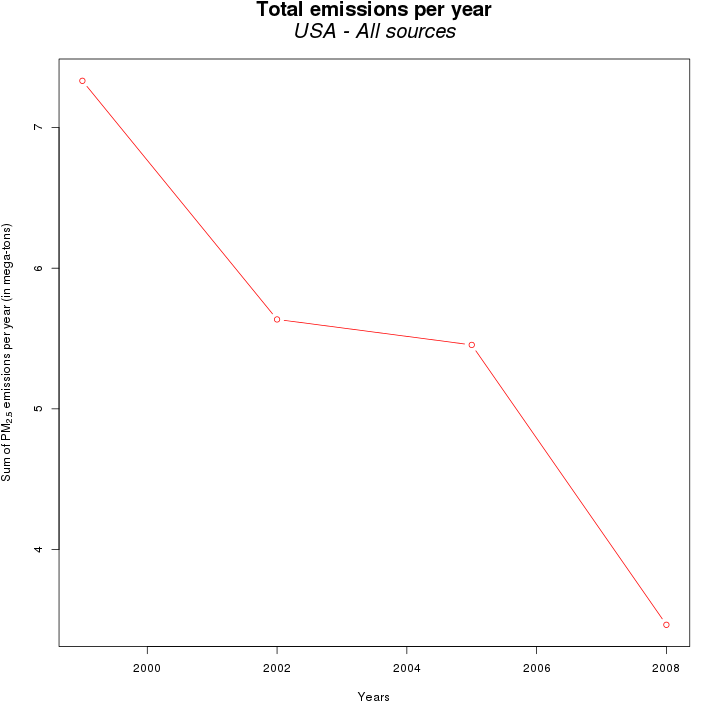 Total emissions per year
USA - All sources
Sum of PM2.5 emissions per year (in mega-tons)
7
6
5
4
2000 2002 2004 2006 2008
Years